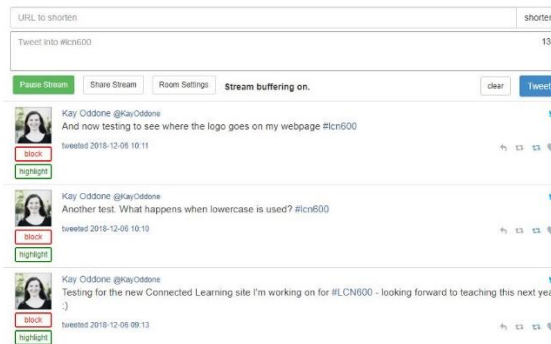 URL to shorten shorten
Tweet into #lcn600 13
Pause Stream Share Stream Room Settings Stream buffering on. clear Tweet
Kay Oddone @KayOddone
And now testing to see where the logo goes on my webpage #lcn600
tweeted 2018-12-06 10:11
block
highlight
Kay Oddone @KayOddone
Another test. What happens when lowercase is used? #lcn600
tweeted 2018-12-06 10:10
block
highlight
Kay Oddone @KayOddone
Testing for the new Connected Learning site I'm working on for #LCN600 - looking forward to teaching this next yea
:)
tweeted 2018-12-06 09:13
block
highlight